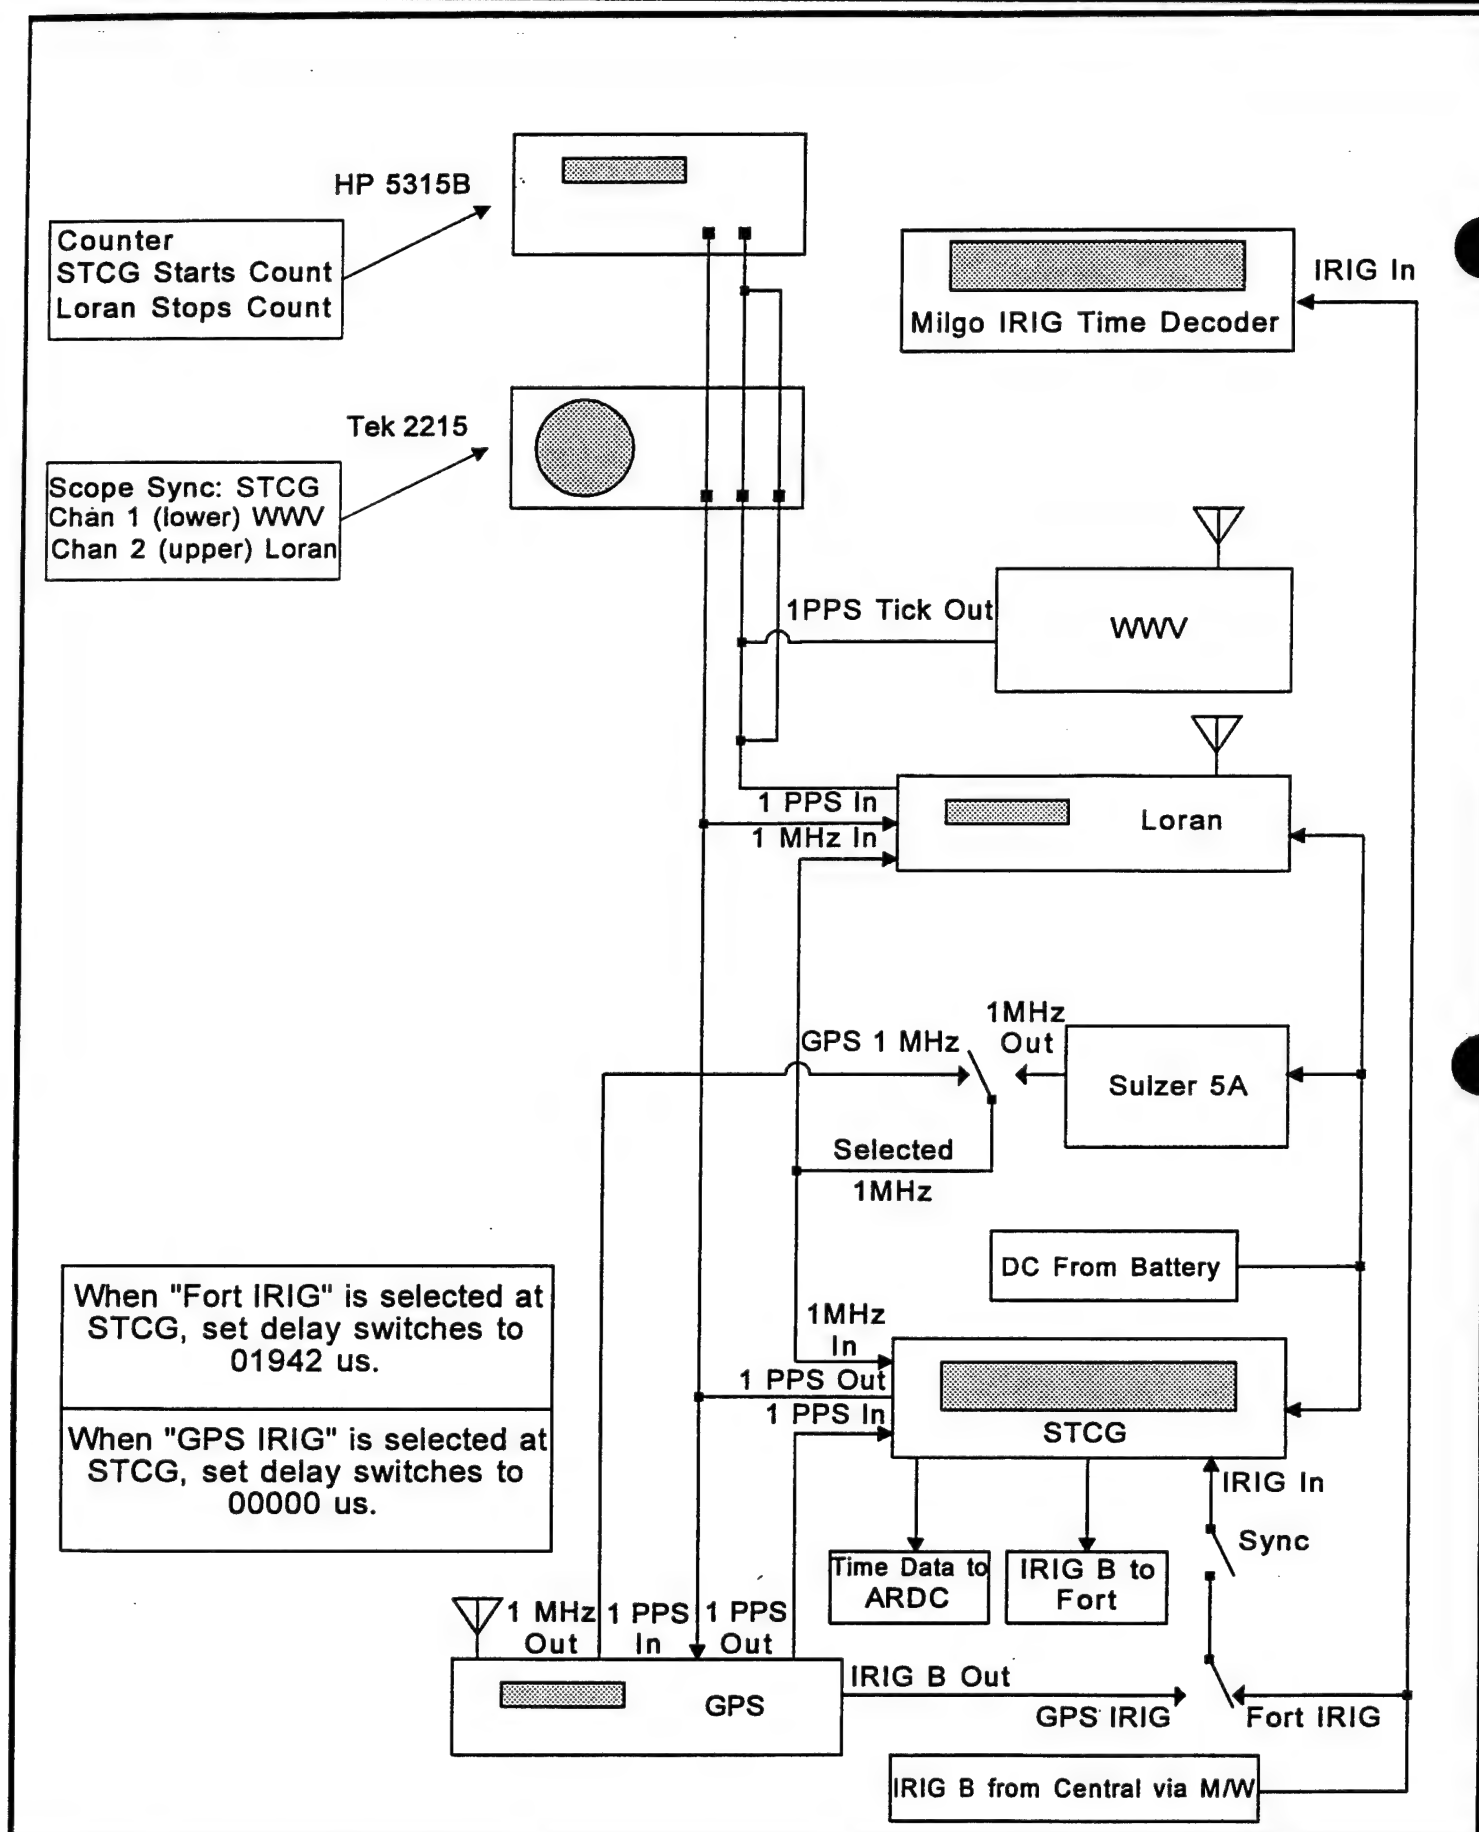 HP 5315B
Counter
STCG Starts Count
Loran Stops Count
IRIG In
Milgo IRIG Time Decoder
Tek 2215
Scope Sync: STCG
Chan 1 (lower) WWV
Chan 2 (upper) Loran
1PPS Tick Out
WWV
1 PPS In
1 MHz In
Loran
GPS 1 MHz
1MHz
Out
Sulzer 5A
Selected
1MHz
DC From Battery
When "Fort IRIG" is selected at
STCG, set delay switches to
01942 us.
When "GPS IRIG" is selected at
STCG, set delay switches to
00000 us.
1MHz
In
1 PPS Out
1 PPS In
STCG
IRIG In
Sync
Time Data to
ARDC
IRIG B to
Fort
1 MHz
Out
1 PPS
In
1 PPS
Out
GPS
IRIG B Out
GPS IRIG
Fort IRIG
IRIG B from Central via M/W